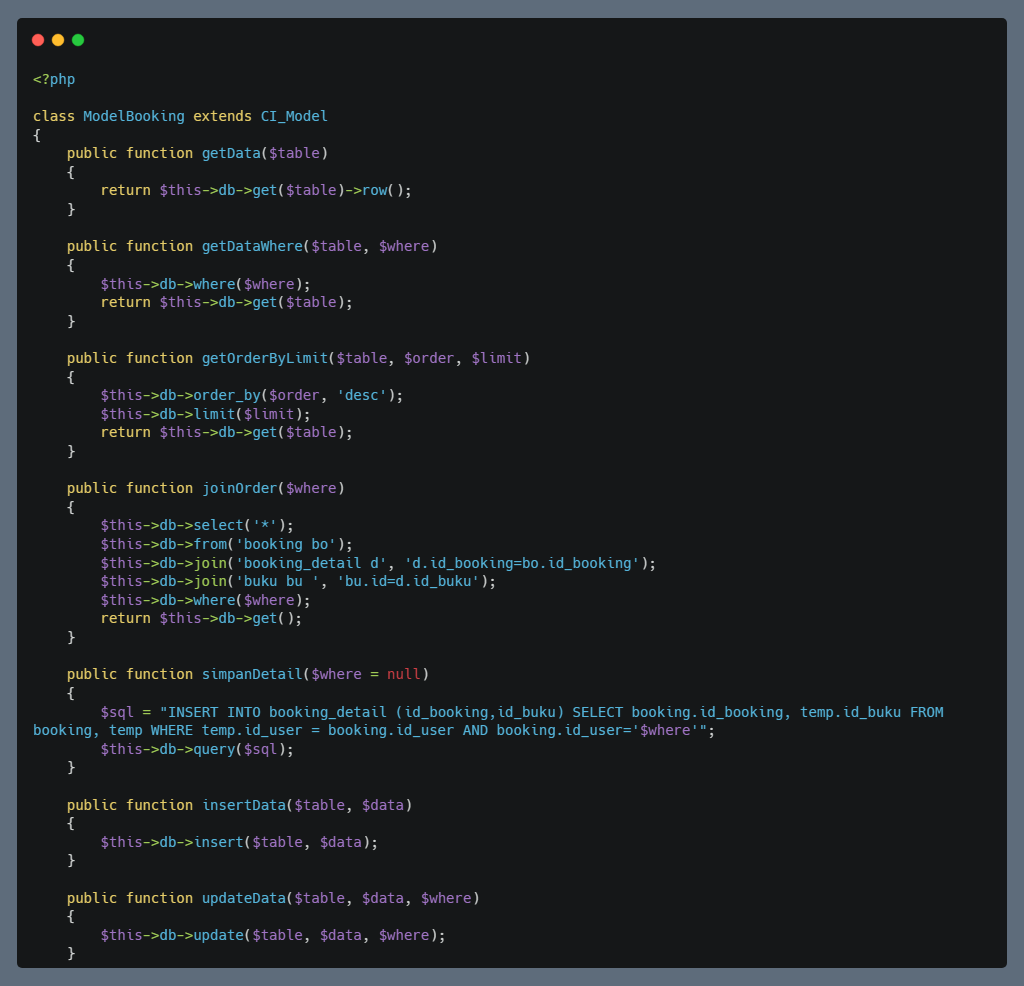 <?php

class ModelBooking extends CI_Model
{
    public function getData($table)
    {
        return $this->db->get($table)->row();
    }

    public function getDataWhere($table, $where)
    {
        $this->db->where($where);
        return $this->db->get($table);
    }

    public function getOrderByLimit($table, $order, $limit)
    {
        $this->db->order_by($order, 'desc');
        $this->db->limit($limit);
        return $this->db->get($table);
    }

    public function joinOrder($where)
    {
        $this->db->select('*');
        $this->db->from('booking bo');
        $this->db->join('booking_detail d', 'd.id_booking=bo.id_booking');
        $this->db->join('buku bu ', 'bu.id=d.id_buku');
        $this->db->where($where);
        return $this->db->get();
    }

    public function simpanDetail($where = null)
    {
        $sql = "INSERT INTO booking_detail (id_booking,id_buku) SELECT booking.id_booking, temp.id_buku FROM
booking, temp WHERE temp.id_user = booking.id_user AND booking.id_user='$where'";
        $this->db->query($sql);
    }

    public function insertData($table, $data)
    {
        $this->db->insert($table, $data);
    }

    public function updateData($table, $data, $where)
    {
        $this->db->update($table, $data, $where);
    }